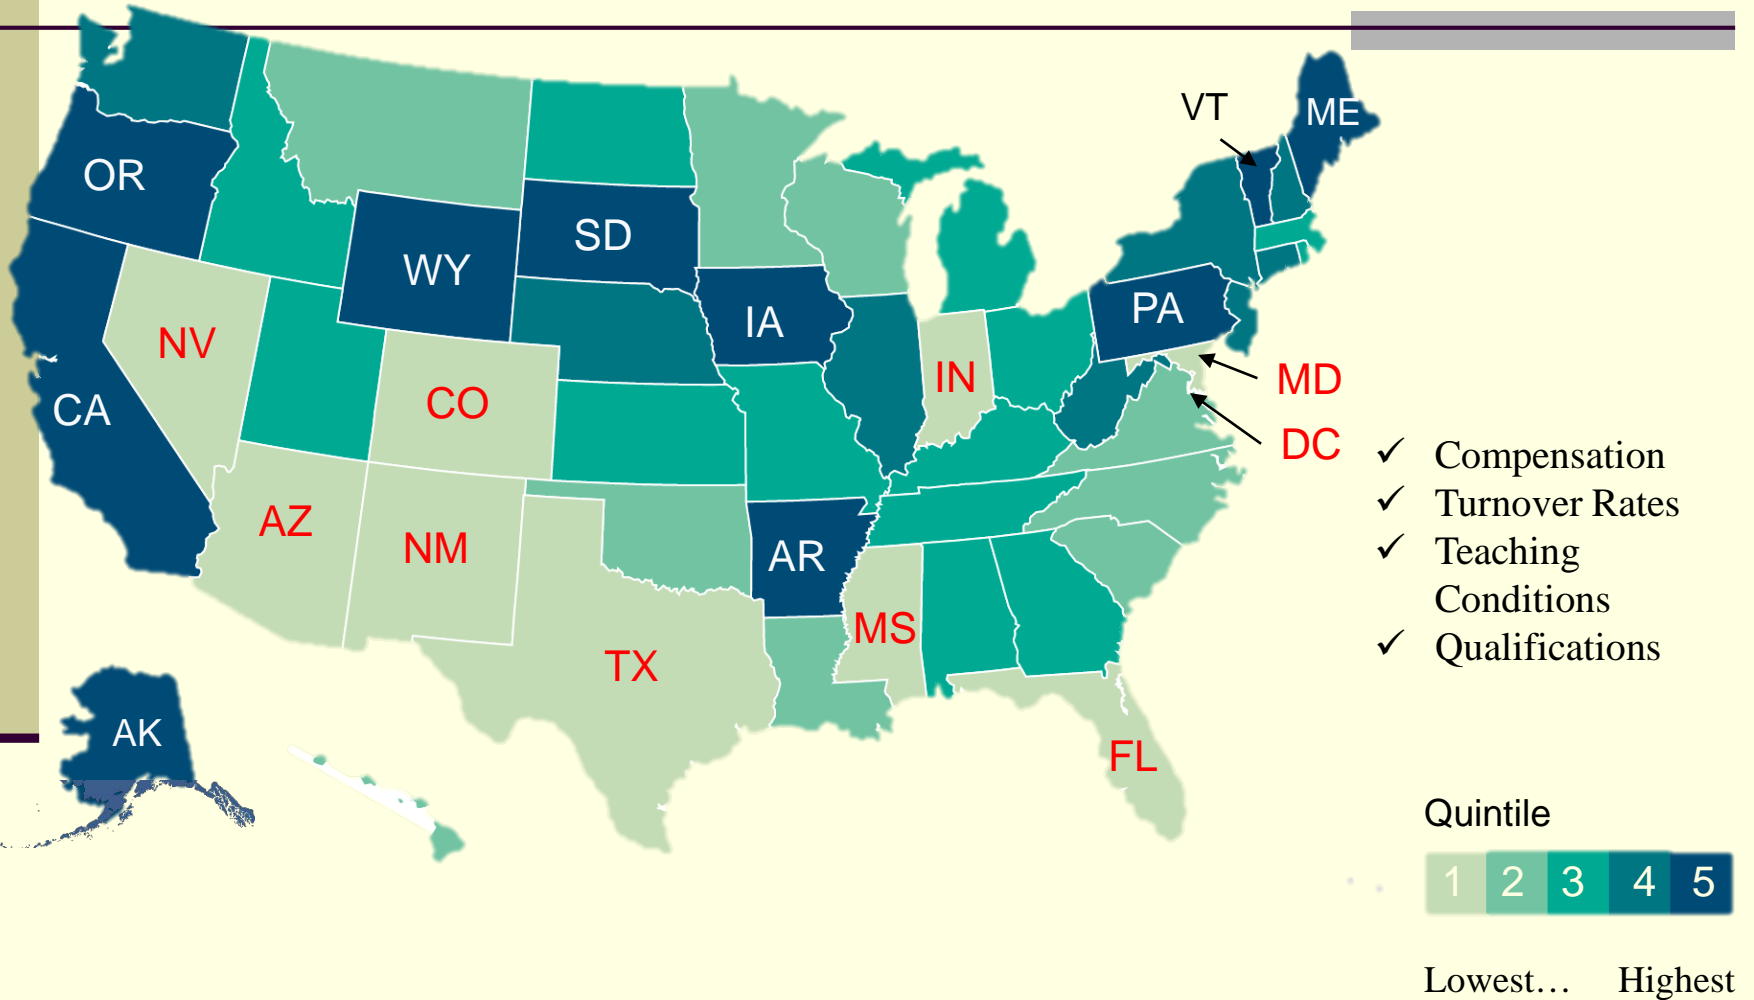 VT
ME
OR
SD
WY
IA
PA
NV
CO
IN
MD
CA
DC
AZ
NM
AR
MS
TX
AK
FL
✓ Compensation
✓ Turnover Rates
✓ Teaching
Conditions
✓ Qualifications
Quintile
1 2 3 4 5
Lowest... Highest